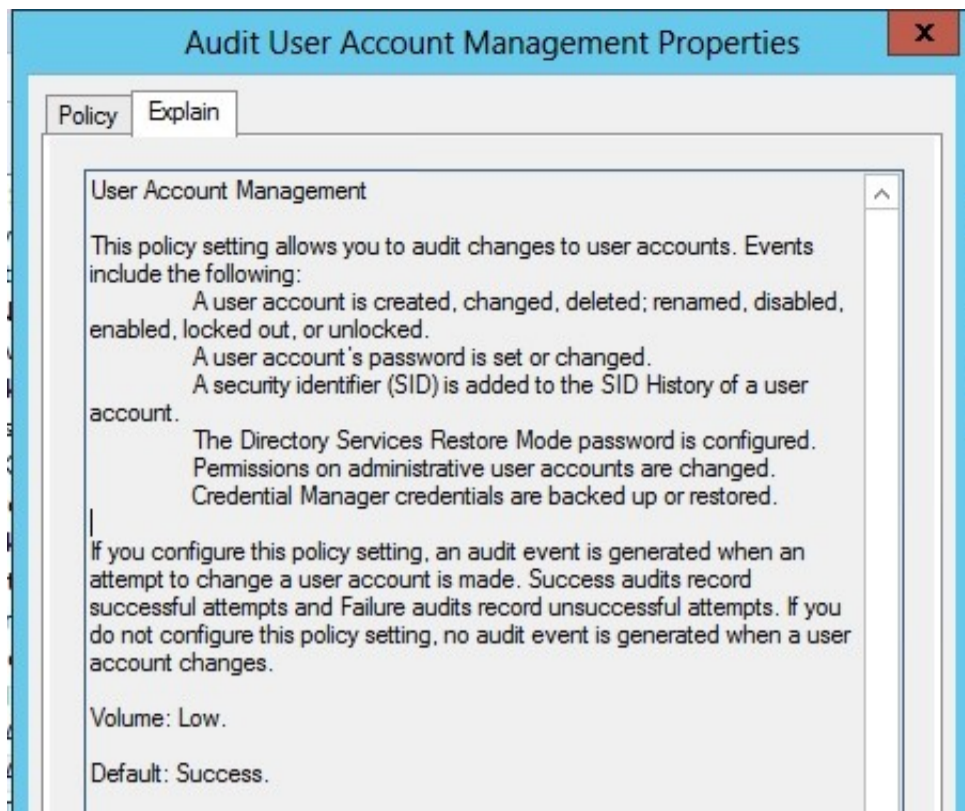 Audit User Account Management Properties
x
Policy
Explain
User Account Management
This policy setting allows you to audit changes to user accounts. Events
include the following:
A user account is created, changed, deleted; renamed, disabled,
enabled, locked out, or unlocked.
A user account's password is set or changed.
A security identifier (SID) is added to the SID History of a user
account.
The Directory Services Restore Mode password is configured.
Permissions on administrative user accounts are changed.
Credential Manager credentials are backed up or restored.
If you configure this policy setting, an audit event is generated when an
attempt to change a user account is made. Success audits record
successful attempts and Failure audits record unsuccessful attempts. If you
do not configure this policy setting, no audit event is generated when a user
account changes.
Volume: Low.
Default: Success.